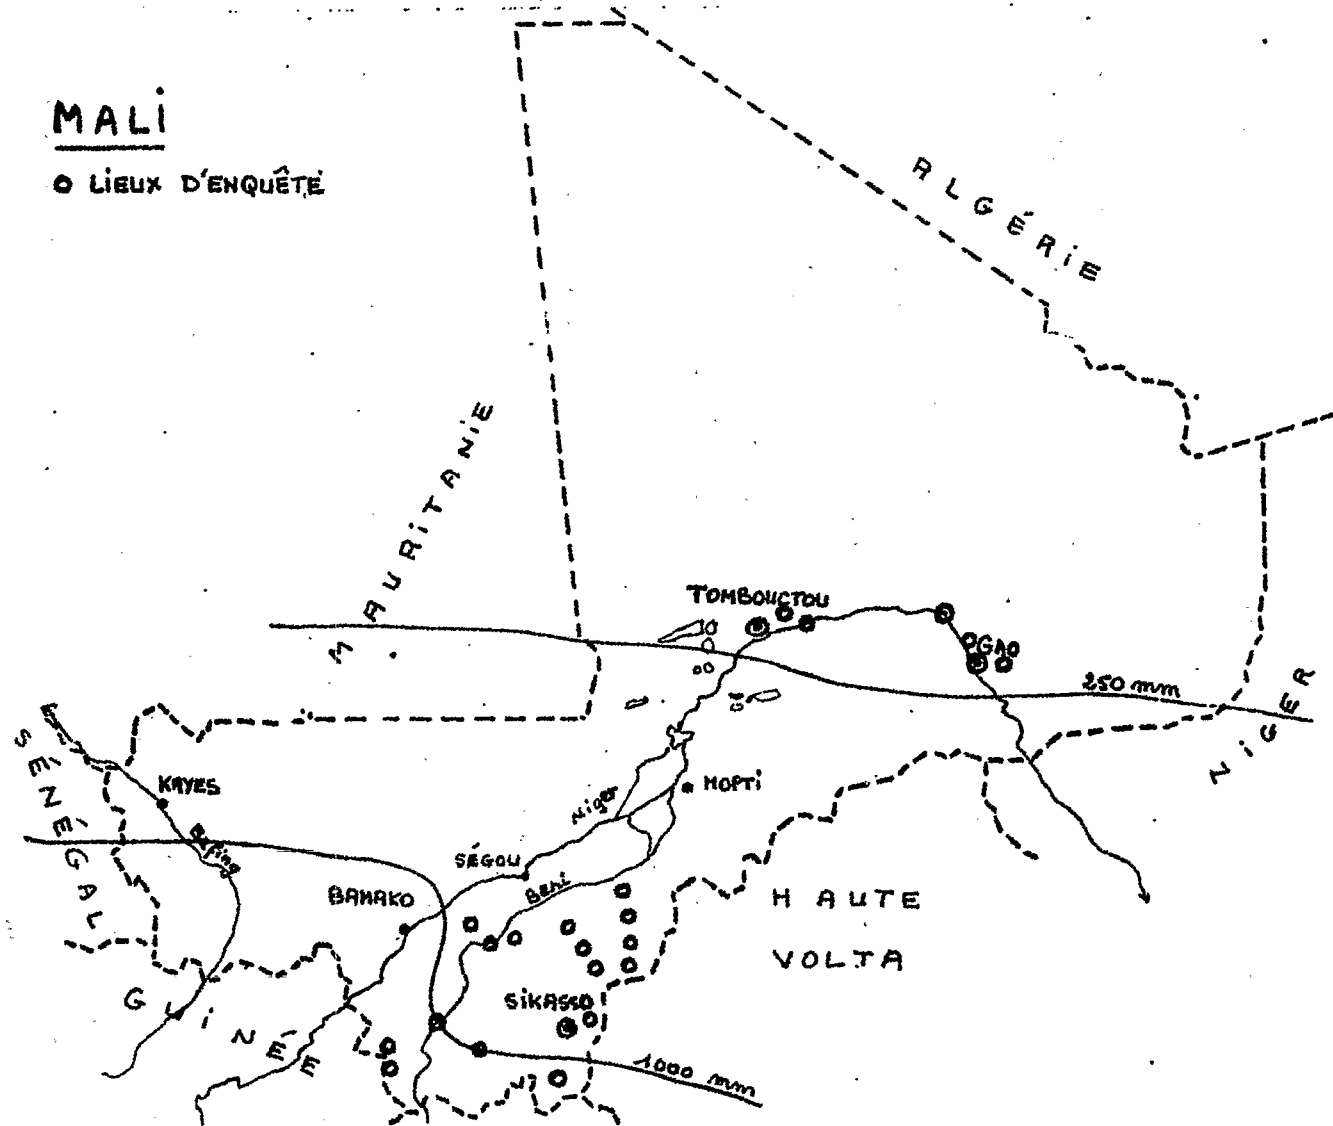 MALI
LIEUX D'ENQUÊTE
ALGÉRIE
MAURITANIE
TOMBOUCTOU
GAO
250 mm
NIGER
SÉNÉGAL
KAYES
Bafing
Niger
MOPTI
SÉGOU
BAMAKO
Bani
HAUTE
VOLTA
SIKASSO
GUINÉE
1000 mm